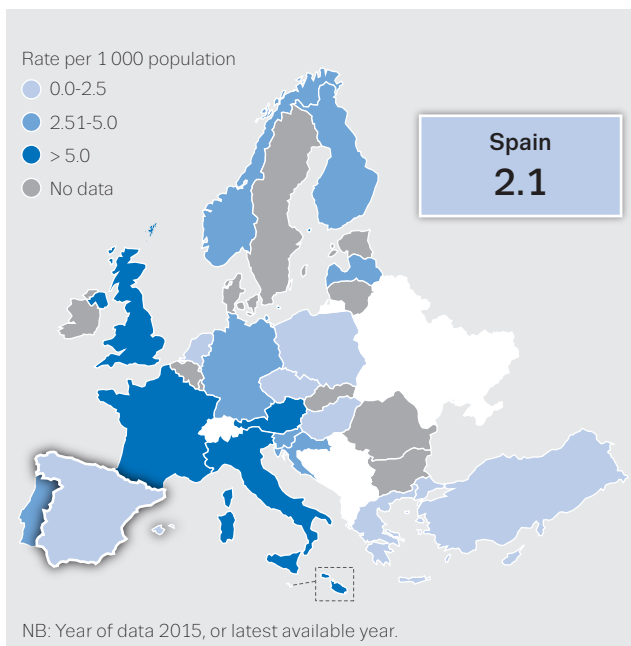 Rate per 1 000 population
0.0-2.5
2.51-5.0
> 5.0
No data
Spain
2.1
NB: Year of data 2015, or latest available year.